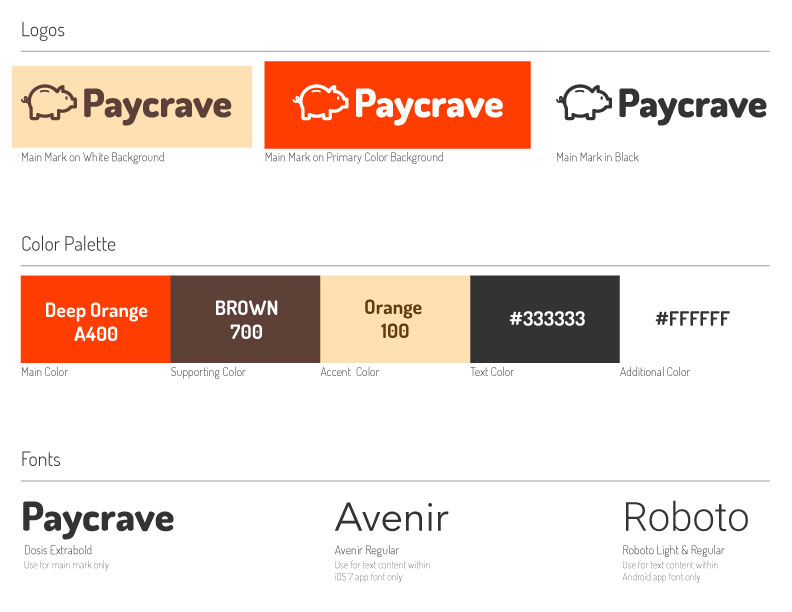 Logos
Paycrave
Paycrave
Paycrave
Main Mark on White Background
Main Mark on Primary Color Background
Main Mark in Black
Color Palette
Deep Orange
A400
BROWN
700
Orange
100
#333333
#FFFFFF
Main Color
Supporting Color
Accent Color
Text Color
Additional Color
Fonts
Paycrave
Avenir
Roboto
Dosis Extrabold
Use for main mark only
Avenir Regular
Use for text content within
iOS 7 app font only
Roboto Light & Regular
Use for text content within
Android app font only